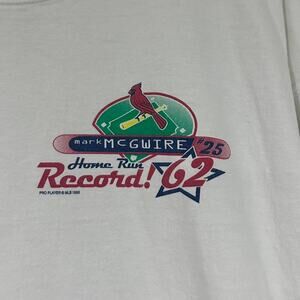 mark McGWIRE #25
Home Run
Record! 62
PRO PLAYER © MLB 1998